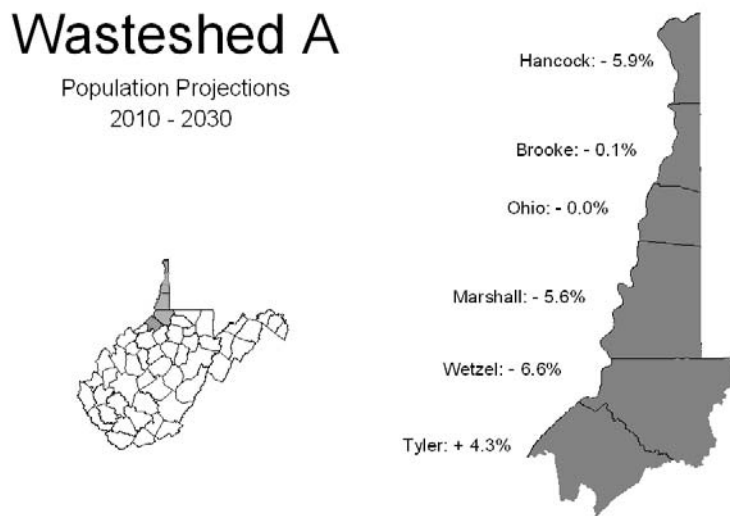 Wasteshed A
Population Projections
2010 - 2030
Hancock: - 5.9%
Brooke: - 0.1%
Ohio: - 0.0%
Marshall: - 5.6%
Wetzel: - 6.6%
Tyler: + 4.3%